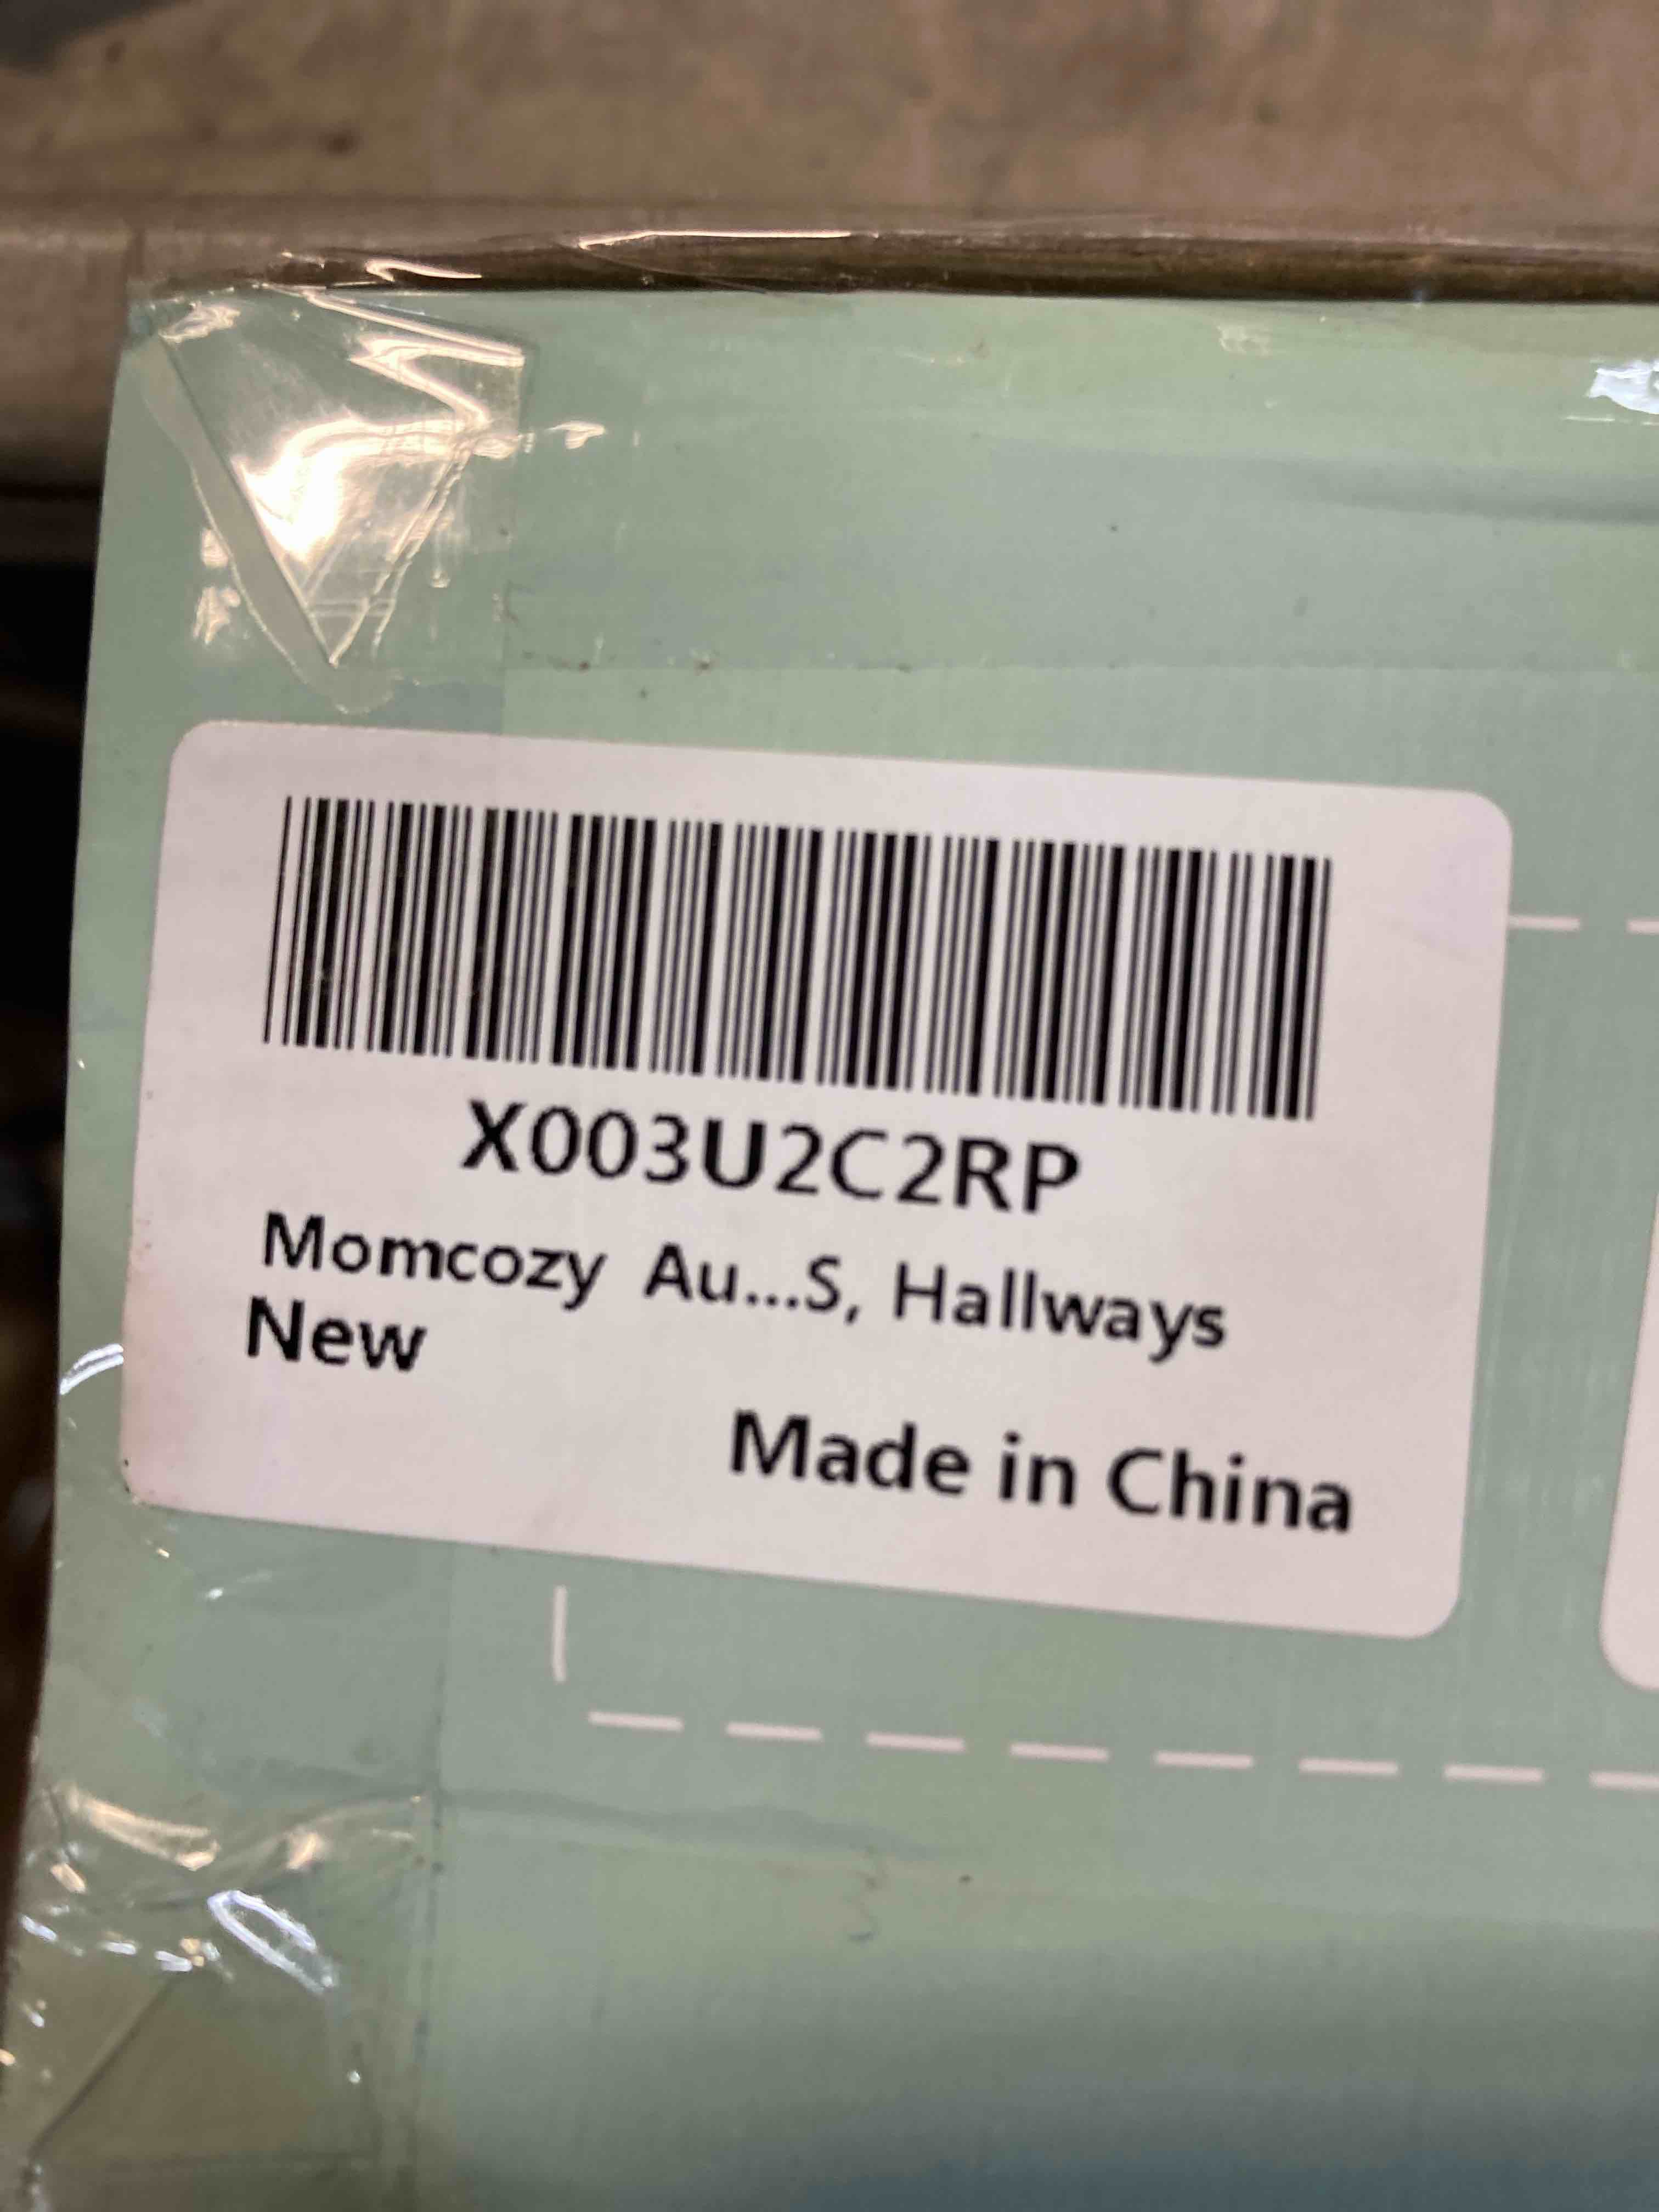 X003U2C2RP
Momcozy Au...S, Hallways
New
Made in China